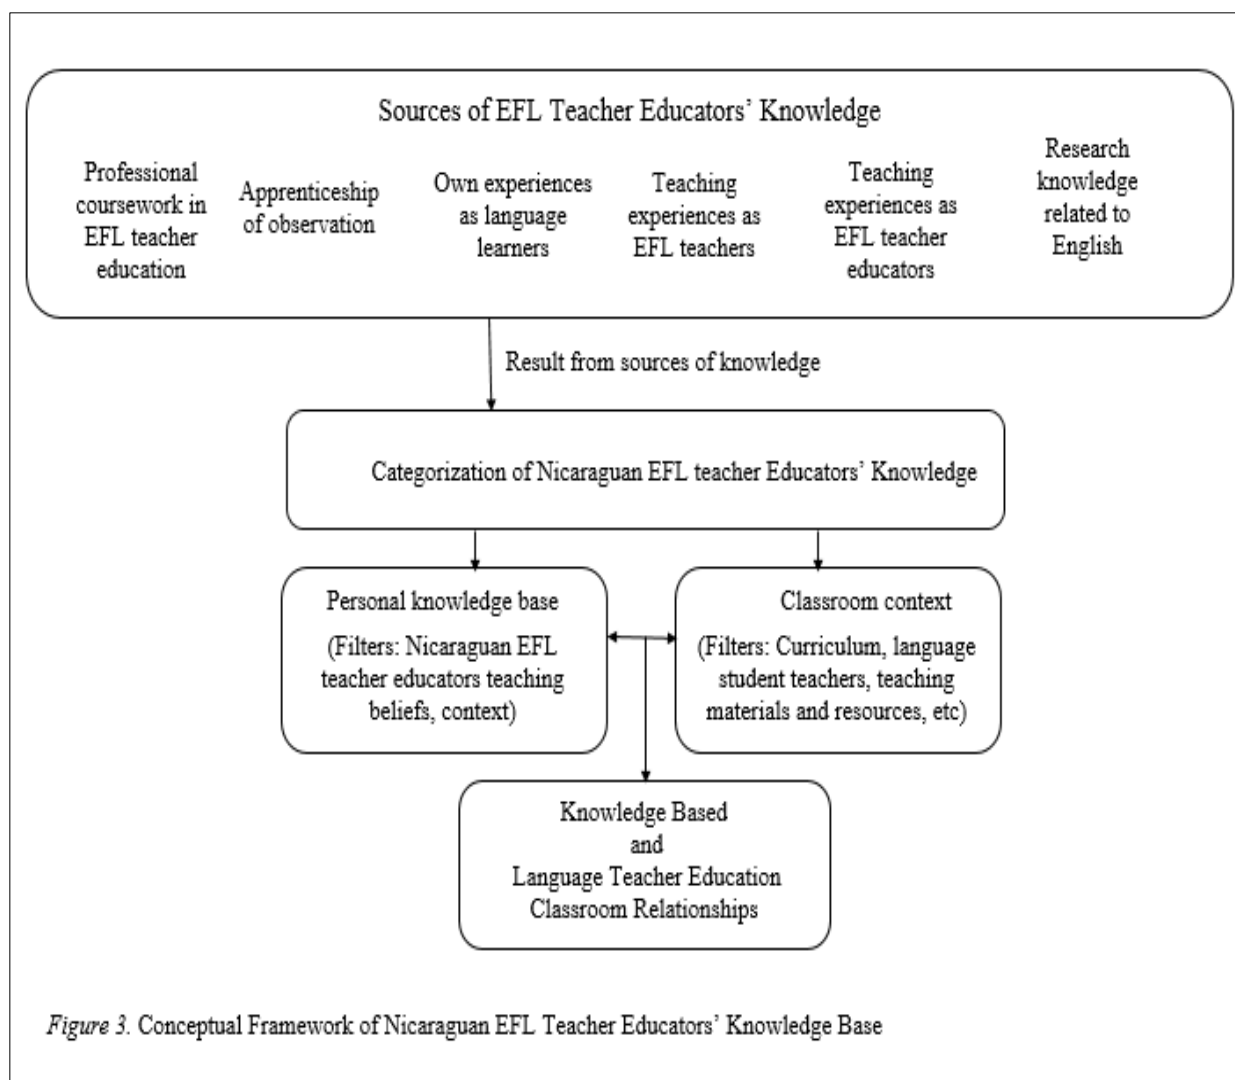 Sources of EFL Teacher Educators’ Knowledge
Professional
coursework in
EFL teacher
education
Apprenticeship
of observation
Own experiences
as language
learners
Teaching
experiences as
EFL teachers
Teaching
experiences as
EFL teacher
educators
Research
knowledge
related to
English
Result from sources of knowledge
Categorization of Nicaraguan EFL teacher Educators’ Knowledge
Personal knowledge base
(Filters: Nicaraguan EFL
teacher educators teaching
beliefs, context)
Classroom context
(Filters: Curriculum, language
student teachers, teaching
materials and resources, etc)
Knowledge Based
and
Language Teacher Education
Classroom Relationships
Figure 3. Conceptual Framework of Nicaraguan EFL Teacher Educators’ Knowledge Base